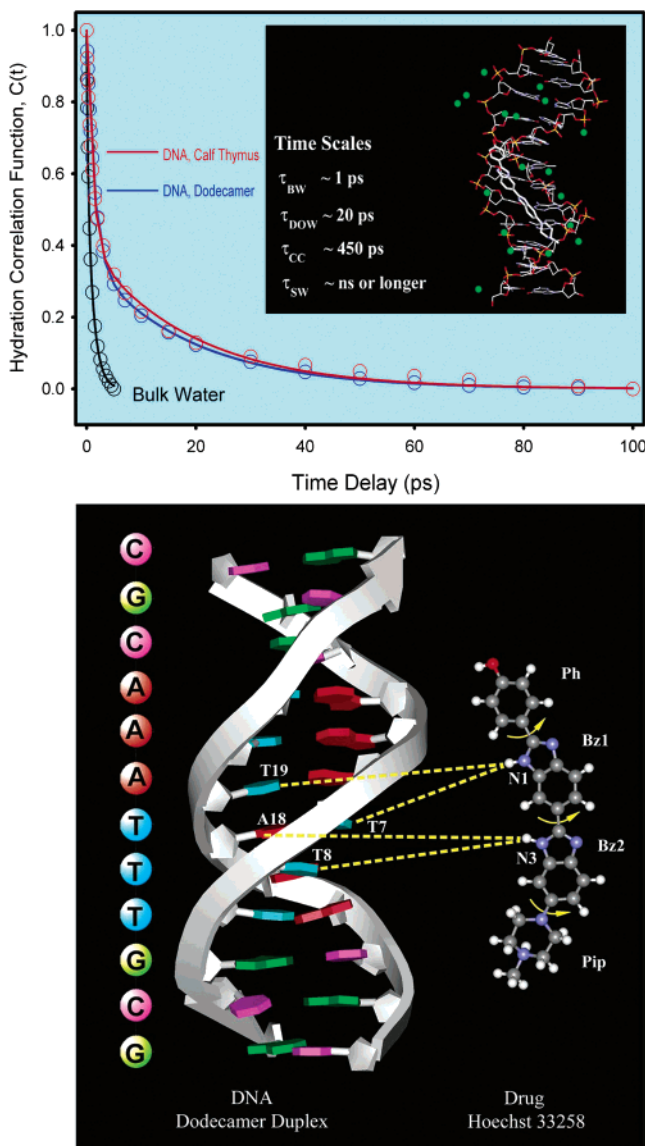 Hydration Correlation Function, C(t)
1.0
0.8
0.6
0.4
0.2
0.0
DNA, Calf Thymus
DNA, Dodecamer
Time Scales
τBW ~ 1 ps
τDOW ~ 20 ps
τCC ~ 450 ps
τSW ~ ns or longer
Bulk Water
0 20 40 60 80 100
Time Delay (ps)
C
G
C
A
A
A
T
T
T
G
C
G
T19
A18
T7
T8
Ph
Bz1
N1
N3
Bz2
Pip
DNA
Dodecamer Duplex
Drug
Hoechst 33258